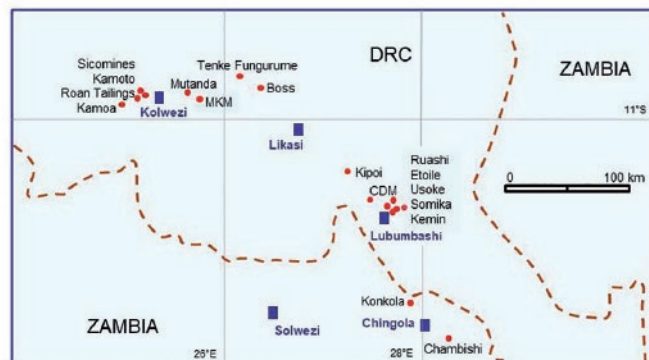 DRC
ZAMBIA
Tenke Fungurume
Sicomines
Kamoto
Roan Tailings
Kamoa
Mutanda
MKM
Boss
Kolwezi
11°S
Likasi
Kipoi
CDM
Ruashi
Etoile
Usoke
Somika
Kemin
Lubumbashi
0 100 km
Konkola
Solwezi
Chingola
ZAMBIA
Chambishi
26°E
28°E